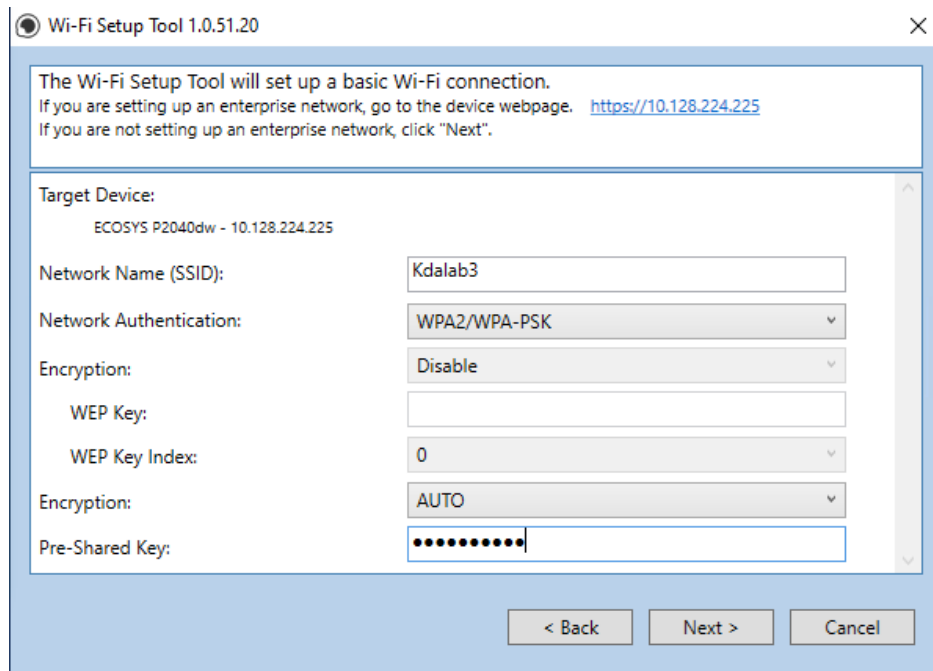 Wi-Fi Setup Tool 1.0.51.20
The Wi-Fi Setup Tool will set up a basic Wi-Fi connection.
If you are setting up an enterprise network, go to the device webpage. https://10.128.224.225
If you are not setting up an enterprise network, click "Next".
Target Device:
ECOSYS P2040dw - 10.128.224.225
Network Name (SSID): Kdalab3
Network Authentication: WPA2/WPA-PSK
Encryption: Disable
WEP Key:
WEP Key Index: 0
Encryption: AUTO
Pre-Shared Key: ●●●●●●●●●●
< Back Next > Cancel